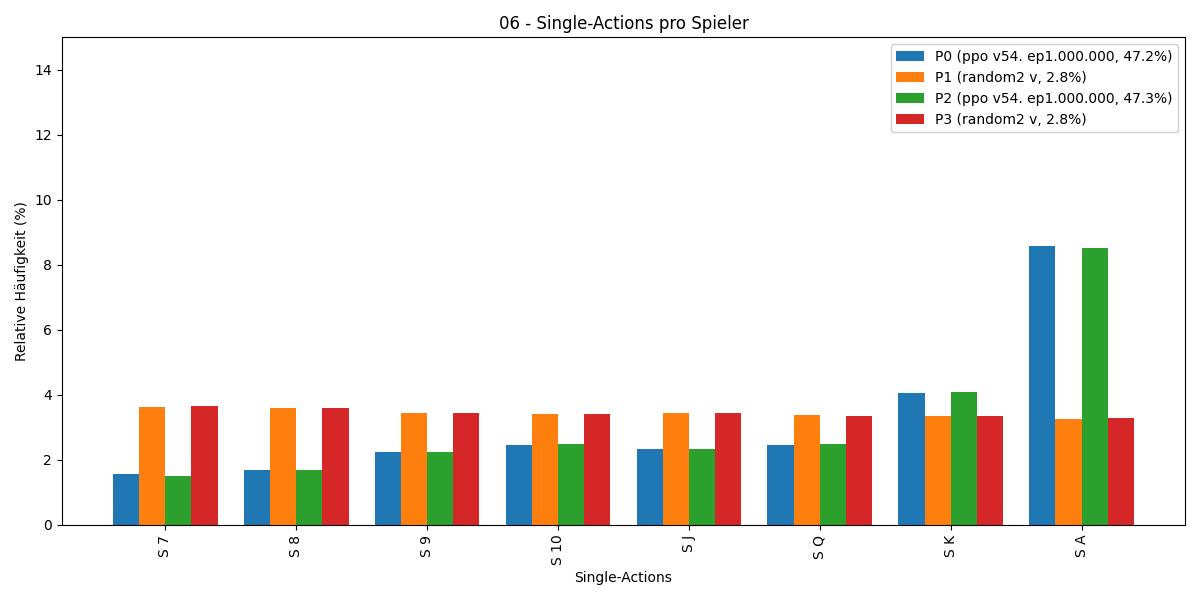 06 - Single-Actions pro Spieler
P0 (ppo v54. ep1.000.000, 47.2%)
P1 (random2 v, 2.8%)
P2 (ppo v54. ep1.000.000, 47.3%)
P3 (random2 v, 2.8%)
Relative Häufigkeit (%)
14
12
10
8
6
4
2
0
S 7
S 8
S 9
S 10
S J
S Q
S K
S A
Single-Actions